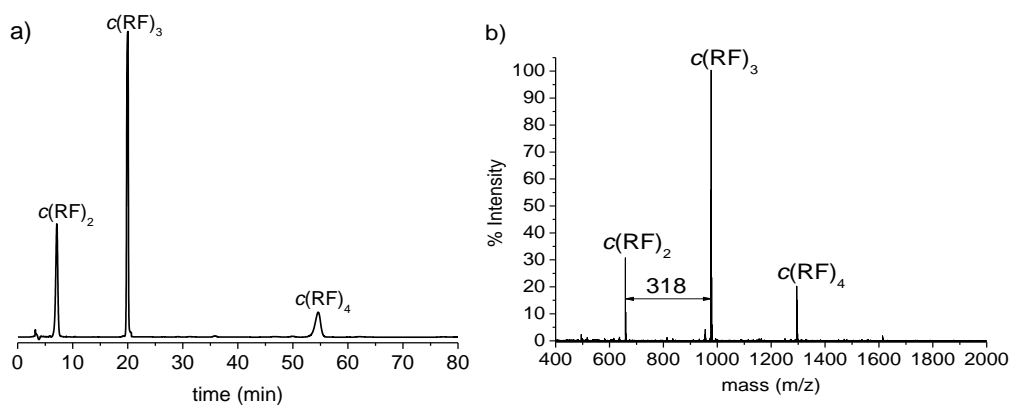 a)
c(RF)₃
c(RF)₂
c(RF)₄
0 10 20 30 40 50 60 70 80
time (min)
b)
c(RF)₃
100
90
80
70
60
50
40
30
20
10
0
% Intensity
c(RF)₂
318
c(RF)₄
400 600 800 1000 1200 1400 1600 1800 2000
mass (m/z)